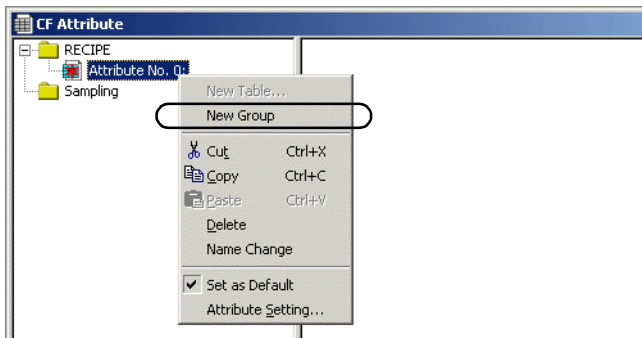 CF Attribute
RECIPE
Attribute No. 0:
Sampling
New Table...
New Group
Cut Ctrl+X
Copy Ctrl+C
Paste Ctrl+V
Delete
Name Change
Set as Default
Attribute Setting...